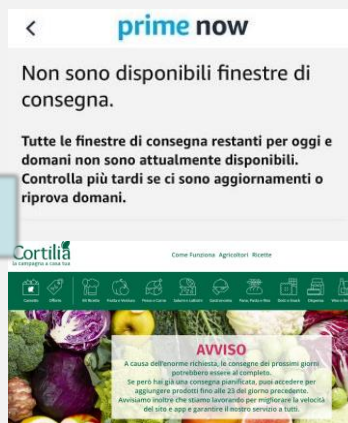 prime now
Non sono disponibili finestre di
consegna.
Tutte le finestre di consegna restanti per oggi e
domani non sono attualmente disponibili.
Controlla più tardi se ci sono aggiornamenti o
riprova domani.
Cortilia
la campagna a casa tua
Come Funziona Agricoltori Ricette
AVVISO
A causa dell'enorme richiesta, le consegne dei prossimi giorni
potrebbero essere al completo.
Se però hai già una consegna pianificata, puoi accedere per
aggiungere prodotti fino alle 23 del giorno precedente.
Avvisiamo inoltre che stiamo lavorando per migliorare la velocità
del sito e app e garantire il nostro servizio a tutti.